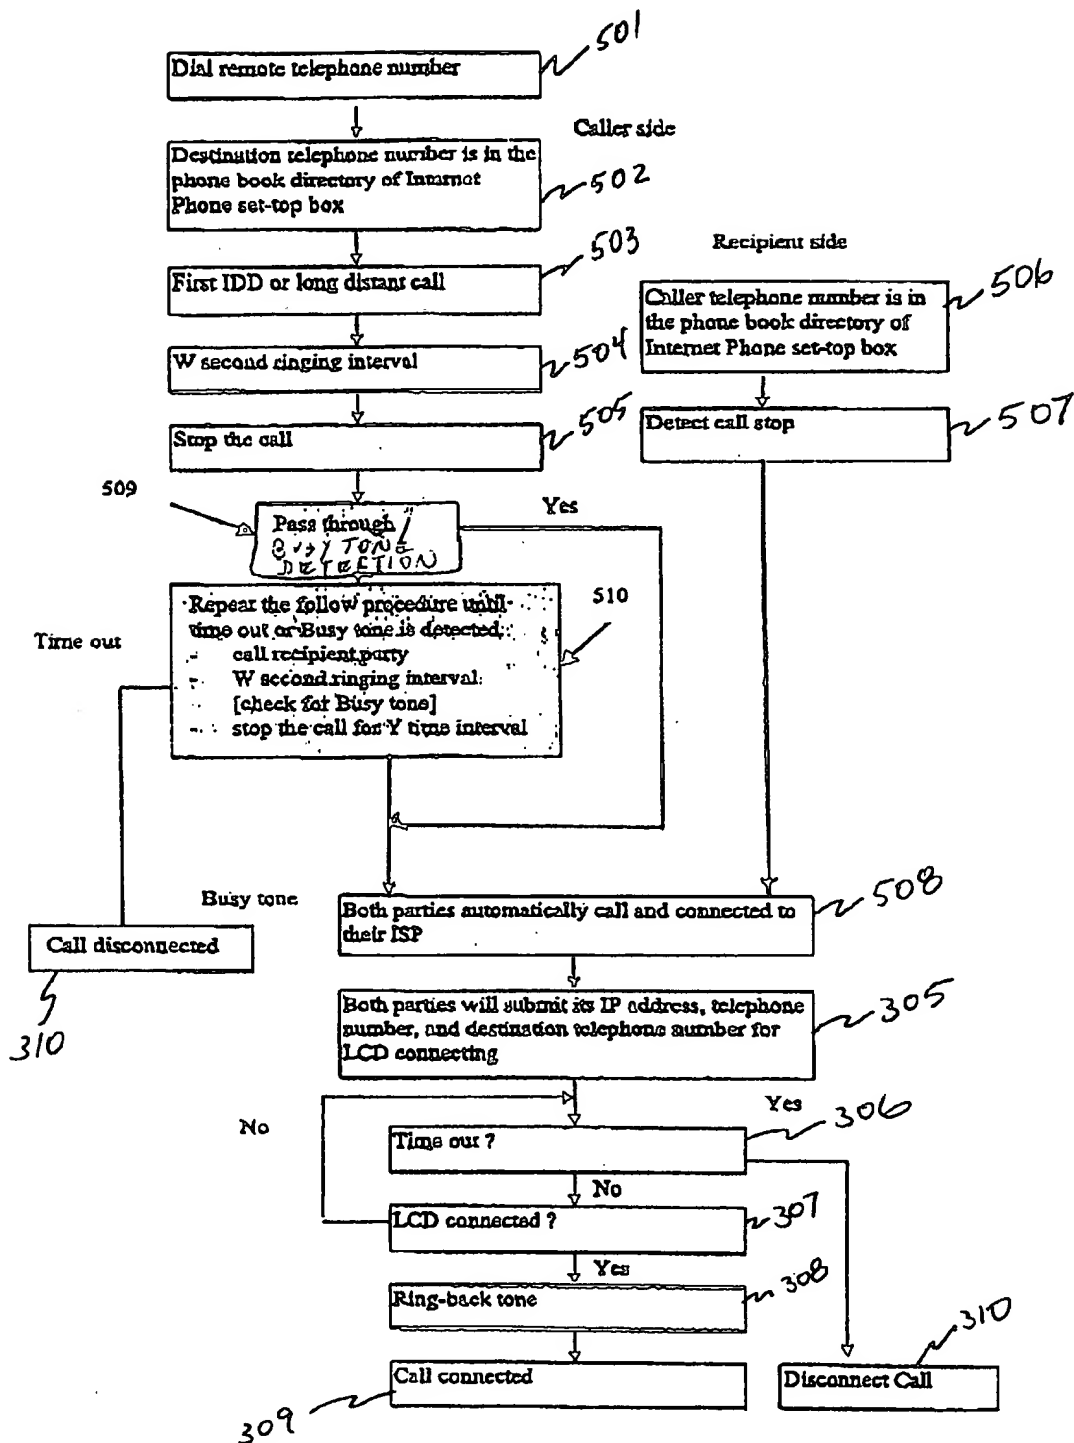 501
Dial remote telephone number
Caller side
Destination telephone number is in the
phone book directory of Internet
Phone set-top box
502
Recipient side
503
First IDD or long distant call
506
Caller telephone number is in
the phone book directory of
Internet Phone set-top box
W second ringing interval
504
505
Stop the call
Detect call stop
507
509
Yes
Pass through /
BUSY TONE
DETECTION
Repeat the follow procedure until
time out or Busy tone is detected:
- call recipient party
- W second ringing interval
[check for Busy tone]
- stop the call for Y time interval
510
Time out
Busy tone
508
Both parties automatically call and connected to
their ISP
Call disconnected
310
Both parties will submit its IP address, telephone
number, and destination telephone number for
LCD connecting
305
Yes
No
306
Time out ?
No
LCD connected ?
307
Yes
Ring-back tone
308
310
Call connected
Disconnect Call
309